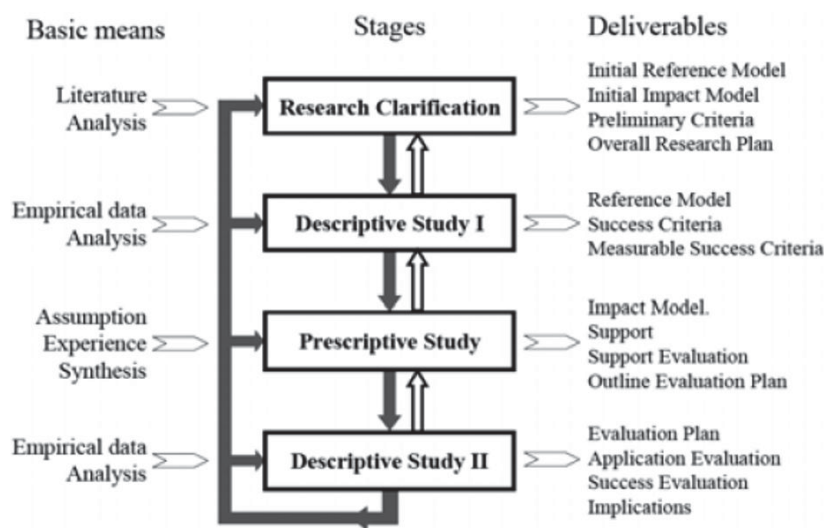 Basic means
Stages
Deliverables
Literature
Analysis
Research Clarification
Initial Reference Model
Initial Impact Model
Preliminary Criteria
Overall Research Plan
Empirical data
Analysis
Descriptive Study I
Reference Model
Success Criteria
Measurable Success Criteria
Assumption
Experience
Synthesis
Prescriptive Study
Impact Model.
Support
Support Evaluation
Outline Evaluation Plan
Empirical data
Analysis
Descriptive Study II
Evaluation Plan
Application Evaluation
Success Evaluation
Implications